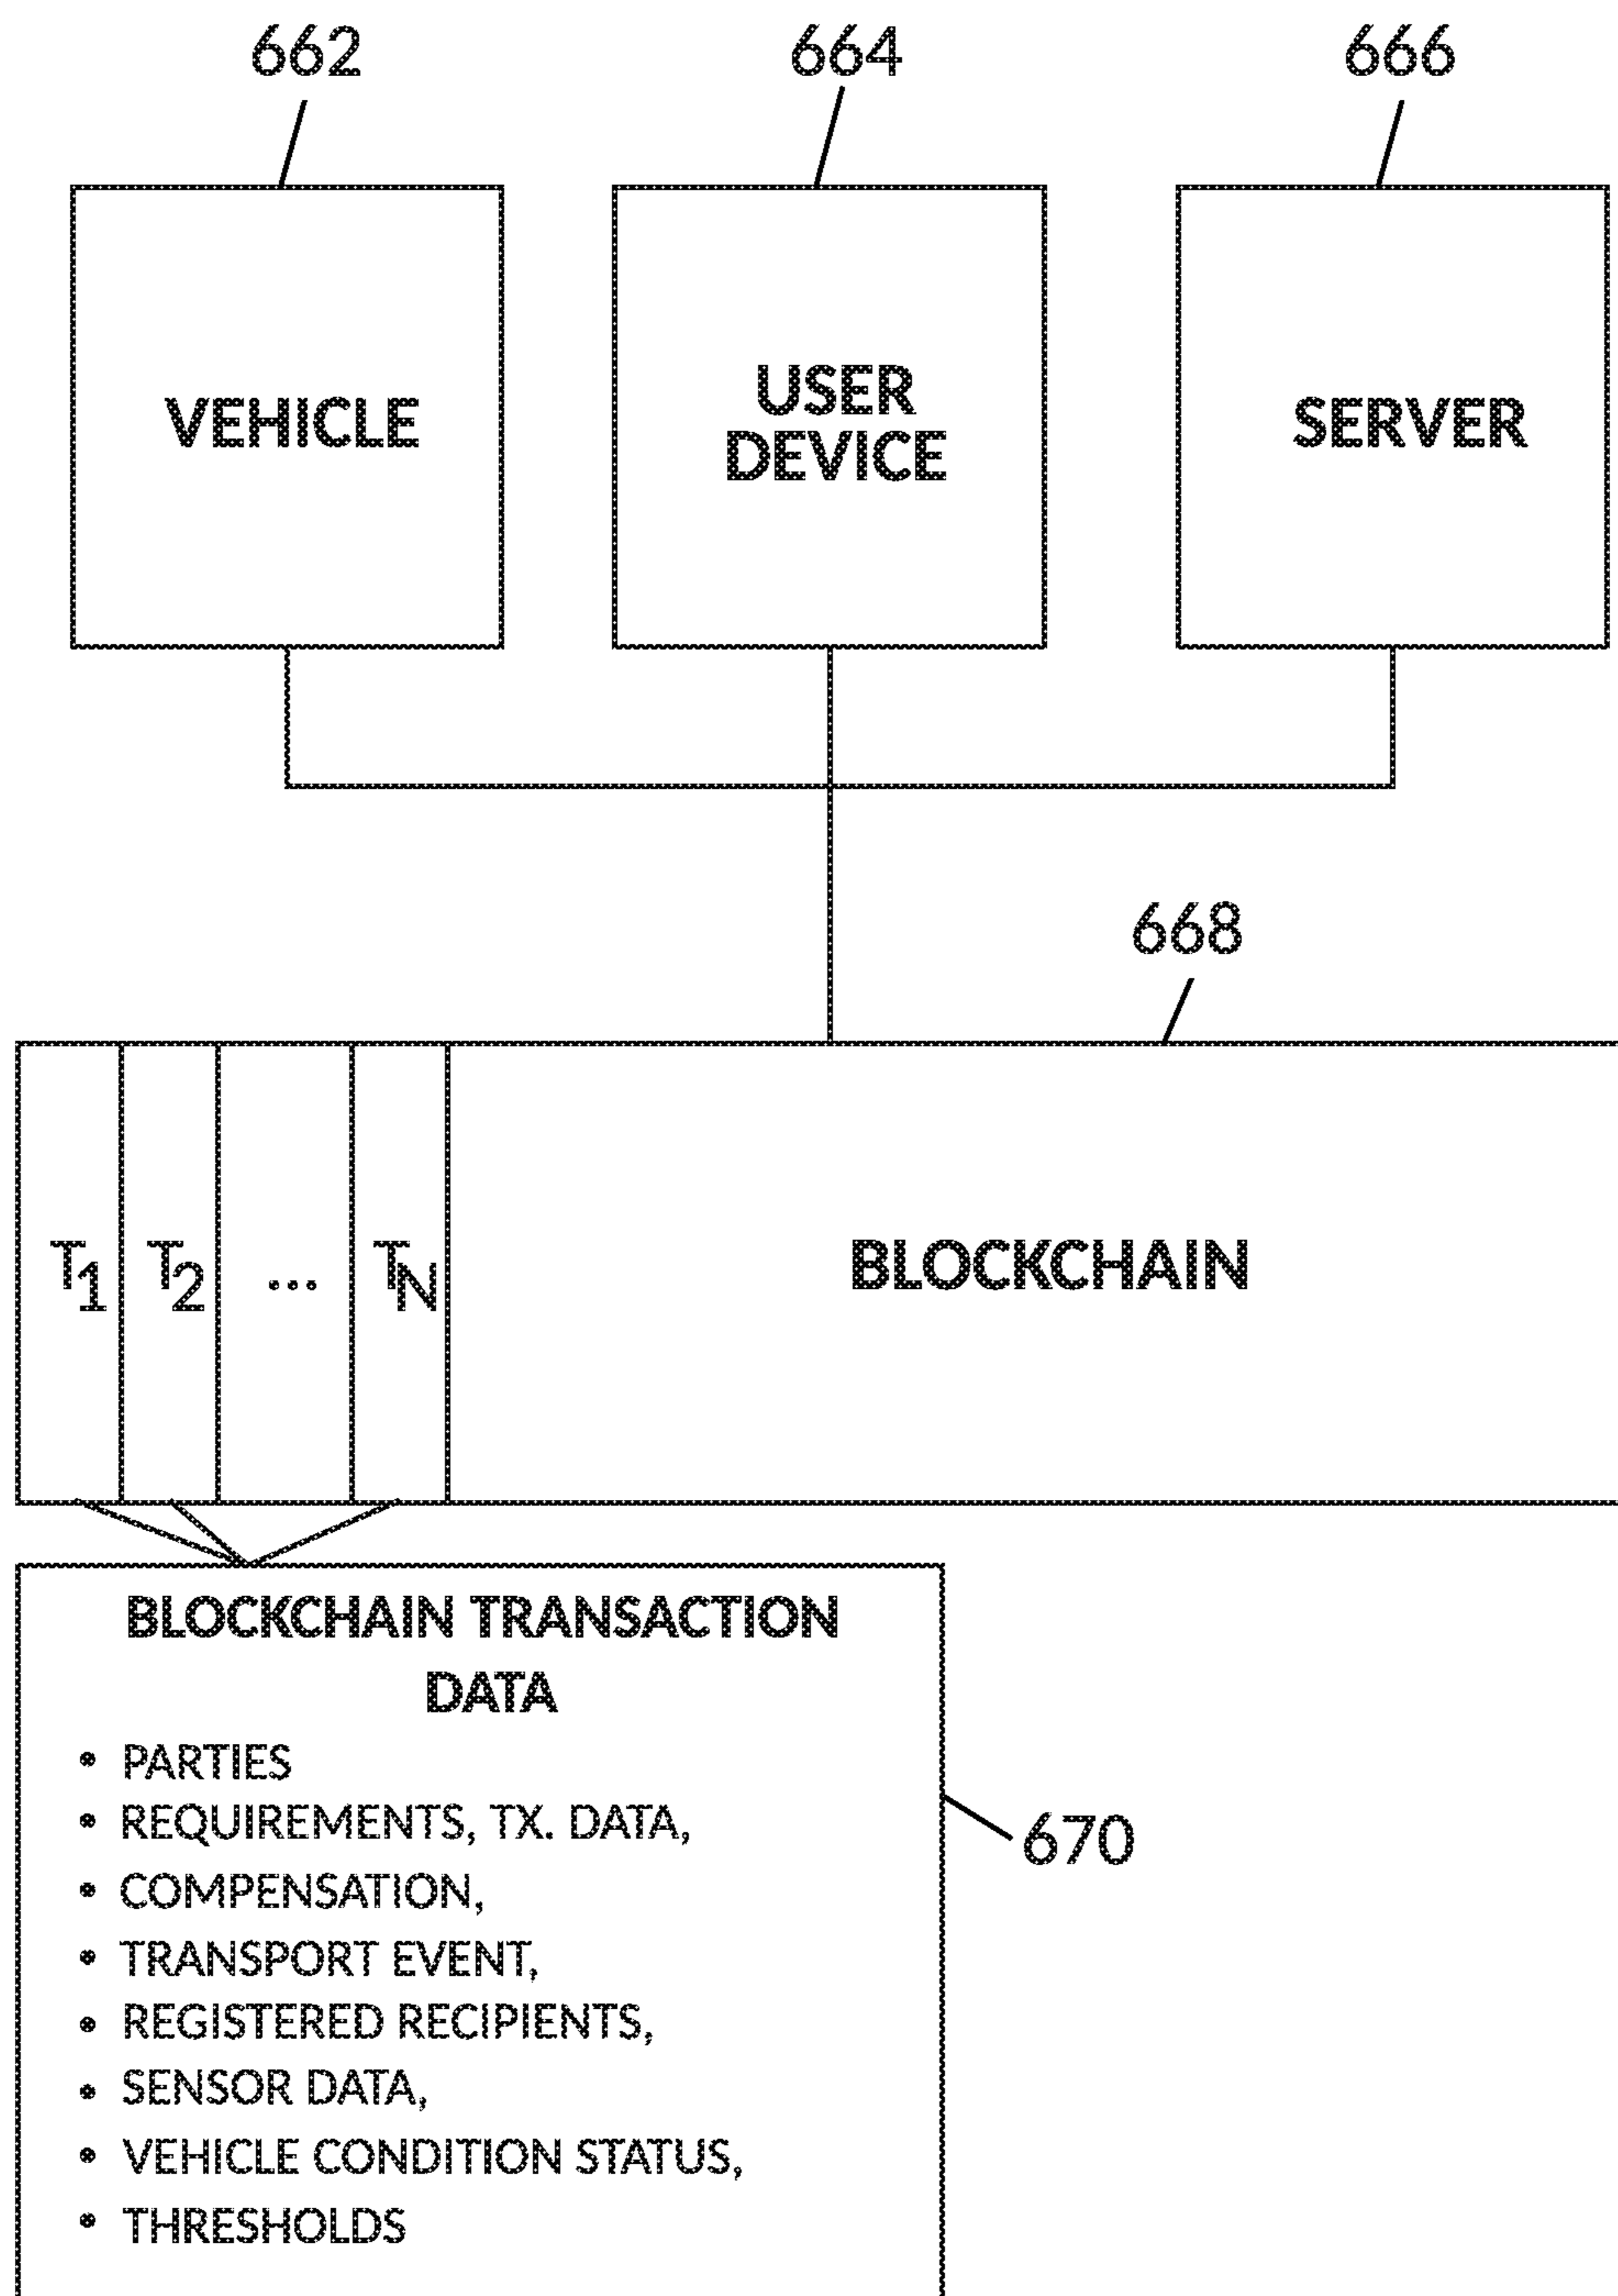 662 664 666
VEHICLE
USER
DEVICE
SERVER
668
T1 T2 ... TN BLOCKCHAIN
BLOCKCHAIN TRANSACTION
DATA
• PARTIES
• REQUIREMENTS, TX. DATA,
• COMPENSATION,
• TRANSPORT EVENT,
• REGISTERED RECIPIENTS,
• SENSOR DATA,
• VEHICLE CONDITION STATUS,
• THRESHOLDS
670